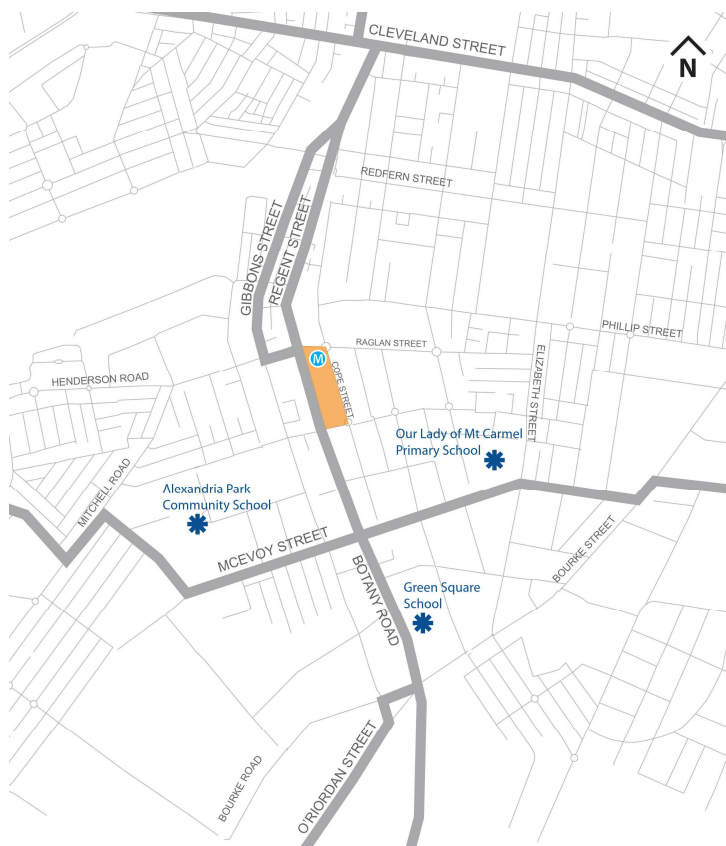 CLEVELAND STREET
N
REDFERN STREET
GIBBONS STREET
REGENT STREET
PHILLIP STREET
RAGLAN STREET
M
COPE STREET
ELIZABETH STREET
HENDERSON ROAD
Our Lady of Mt Carmel
Primary School
MITCHELL ROAD
Alexandria Park
Community School
MCEVOY STREET
BOURKE STREET
BOTANY ROAD
Green Square
School
BOURKE ROAD
O'RIORDAN STREET